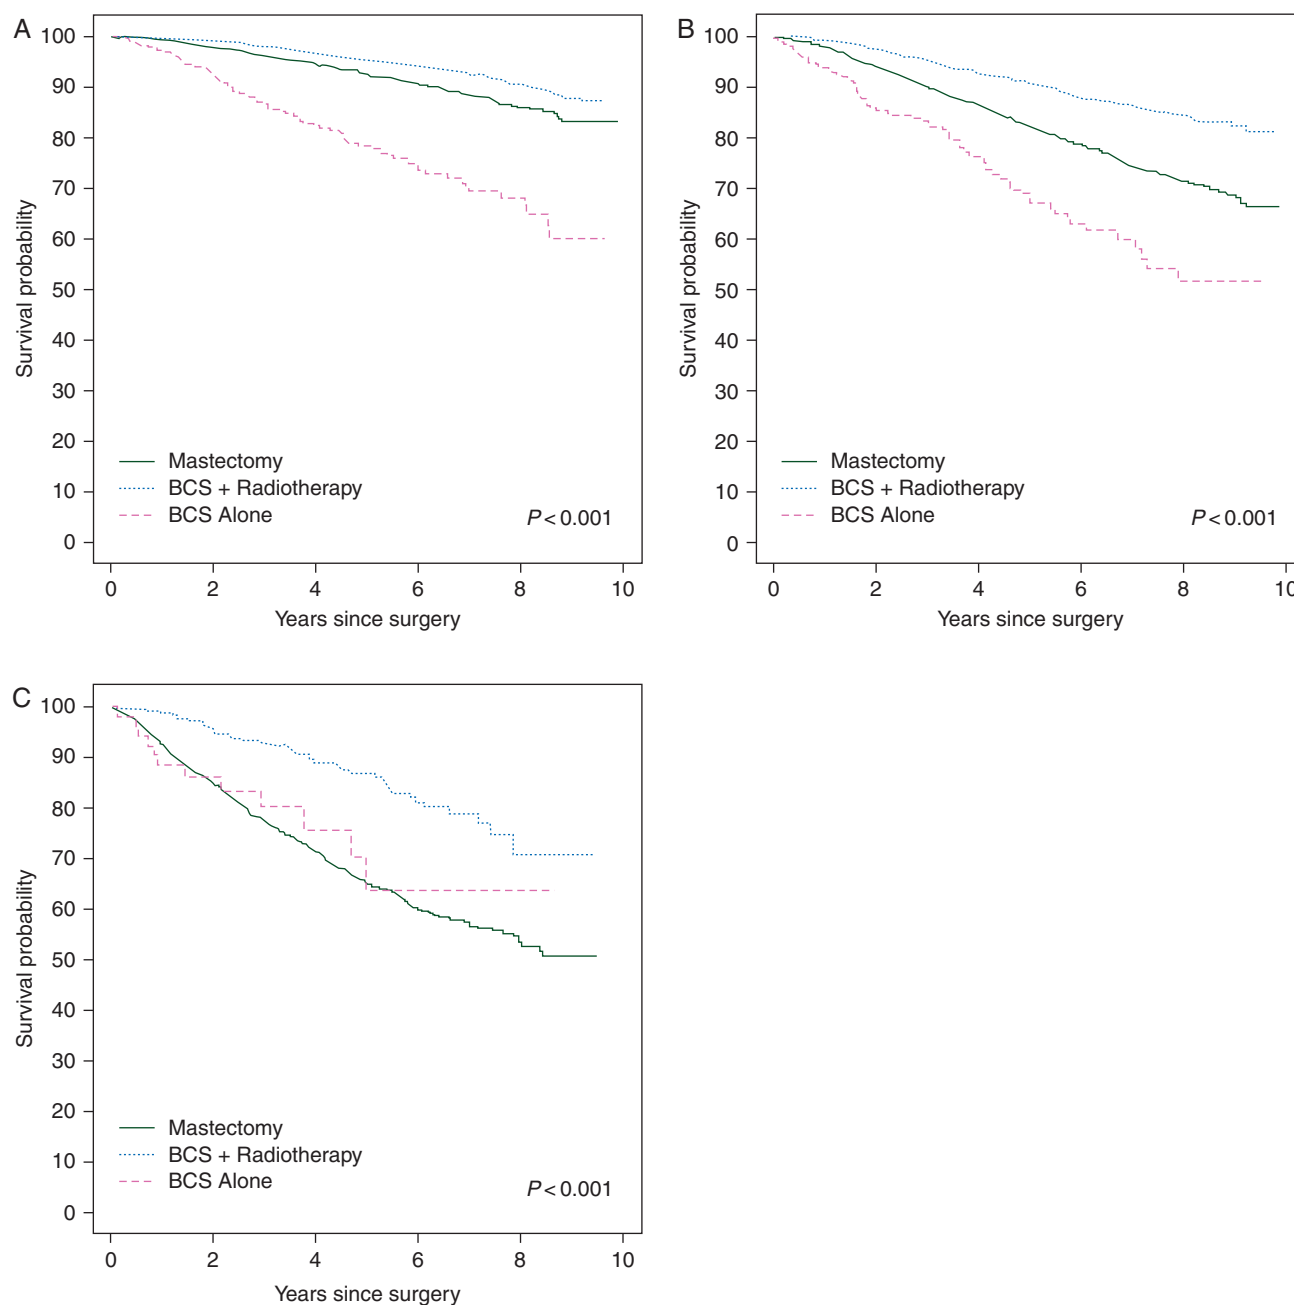 A
100
90
80
70
60
50
40
30
20
10
0
Survival probability
Mastectomy
BCS + Radiotherapy
BCS Alone
P < 0.001
0 2 4 6 8 10
Years since surgery
B
100
90
80
70
60
50
40
30
20
10
0
Survival probability
Mastectomy
BCS + Radiotherapy
BCS Alone
P < 0.001
0 2 4 6 8 10
Years since surgery
C
100
90
80
70
60
50
40
30
20
10
0
Survival probability
Mastectomy
BCS + Radiotherapy
BCS Alone
P < 0.001
0 2 4 6 8 10
Years since surgery